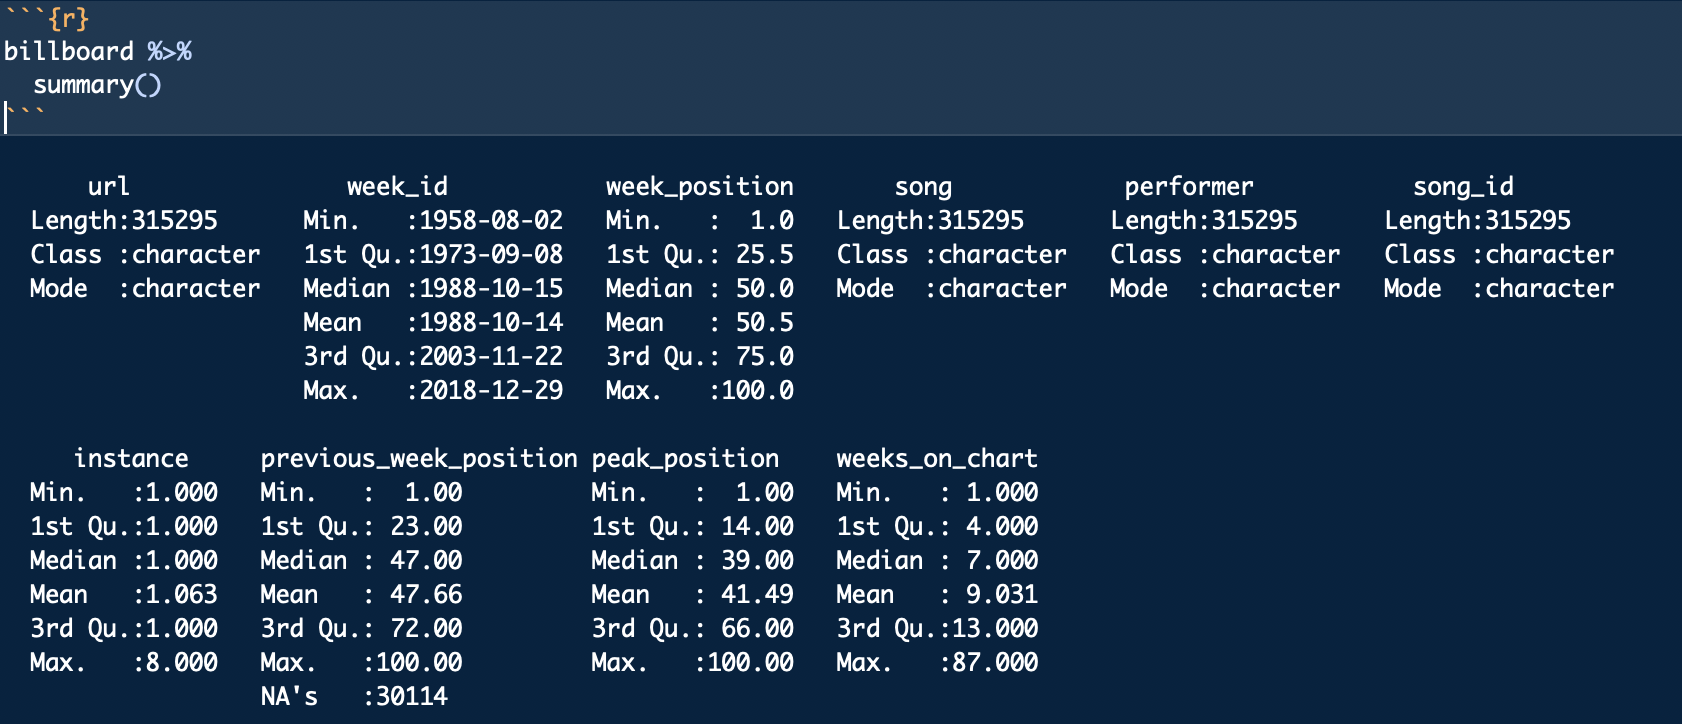 ```{r}
billboard %>%
  summary()
```
     url               week_id           week_position       song            performer           song_id
 Length:315295      Min.   :1958-08-02   Min.   :  1.0   Length:315295      Length:315295      Length:315295
 Class :character   1st Qu.:1973-09-08   1st Qu.: 25.5   Class :character   Class :character   Class :character
 Mode  :character   Median :1988-10-15   Median : 50.0   Mode  :character   Mode  :character   Mode  :character
                    Mean   :1988-10-14   Mean   : 50.5
                    3rd Qu.:2003-11-22   3rd Qu.: 75.0
                    Max.   :2018-12-29   Max.   :100.0
    instance     previous_week_position peak_position    weeks_on_chart
 Min.   :1.000   Min.   :  1.00         Min.   :  1.00   Min.   : 1.000
 1st Qu.:1.000   1st Qu.: 23.00         1st Qu.: 14.00   1st Qu.: 4.000
 Median :1.000   Median : 47.00         Median : 39.00   Median : 7.000
 Mean   :1.063   Mean   : 47.66         Mean   : 41.49   Mean   : 9.031
 3rd Qu.:1.000   3rd Qu.: 72.00         3rd Qu.: 66.00   3rd Qu.:13.000
 Max.   :8.000   Max.   :100.00         Max.   :100.00   Max.   :87.000
                 NA's   :30114